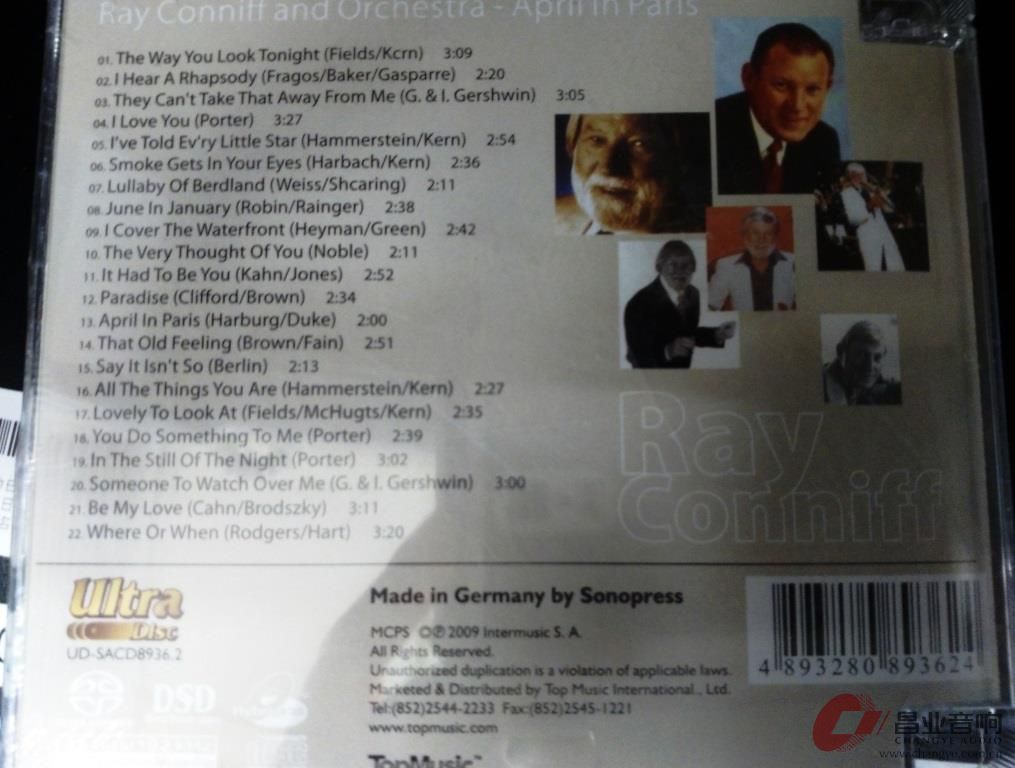 Ray Conniff and Orchestra - April In Paris
01. The Way You Look Tonight (Fields/Kcrn) 3:09
02. I Hear A Rhapsody (Fragos/Baker/Gasparre) 2:20
03. They Can't Take That Away From Me (G. & I. Gershwin) 3:05
04. I Love You (Porter) 3:27
05. I've Told Ev'ry Little Star (Hammerstein/Kern) 2:54
06. Smoke Gets In Your Eyes (Harbach/Kern) 2:36
07. Lullaby Of Berdland (Weiss/Shcaring) 2:11
08. June In January (Robin/Rainger) 2:38
09. I Cover The Waterfront (Heyman/Green) 2:42
10. The Very Thought Of You (Noble) 2:11
11. It Had To Be You (Kahn/Jones) 2:52
12. Paradise (Clifford/Brown) 2:34
13. April In Paris (Harburg/Duke) 2:00
14. That Old Feeling (Brown/Fain) 2:51
15. Say It Isn't So (Berlin) 2:13
16. All The Things You Are (Hammerstein/Kern) 2:27
17. Lovely To Look At (Fields/McHugts/Kern) 2:35
18. You Do Something To Me (Porter) 2:39
19. In The Still Of The Night (Porter) 3:02
20. Someone To Watch Over Me (G. & I. Gershwin) 3:00
21. Be My Love (Cahn/Brodszky) 3:11
22. Where Or When (Rodgers/Hart) 3:20
Ray
Conniff
Ultra
Disc
UD-SACD8936.2
DSD
Made in Germany by Sonopress
MCPS ©℗2009 Intermusic S. A.
All Rights Reserved.
Unauthorized duplication is a violation of applicable laws.
Marketed & Distributed by Top Music International., Ltd.
Tel:(852)2544-2233 Fax:(852)2545-1221
www.topmusic.com
TopMusic™
4 893280 893624
昌业音响
CHANGYE AUDIO
www.changye.com.cn